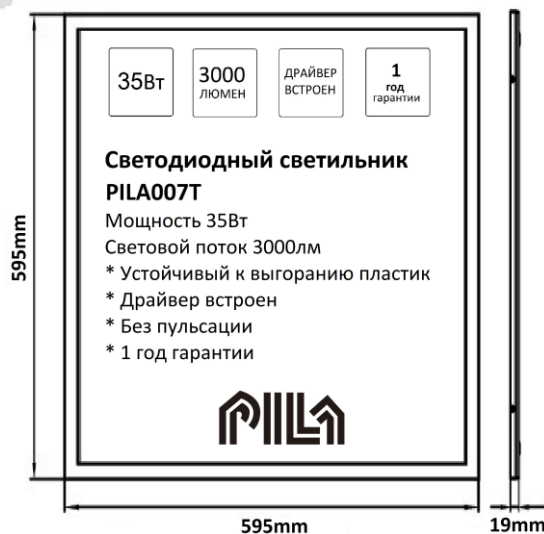 35Вт
3000
ЛЮМЕН
ДРАЙВЕР
ВСТРОЕН
1
год
гарантии
Светодиодный светильник
PILA007T
Мощность 35Вт
Световой поток 3000лм
* Устойчивый к выгоранию пластик
* Драйвер встроен
* Без пульсации
* 1 год гарантии
PILA
595mm
595mm
19mm